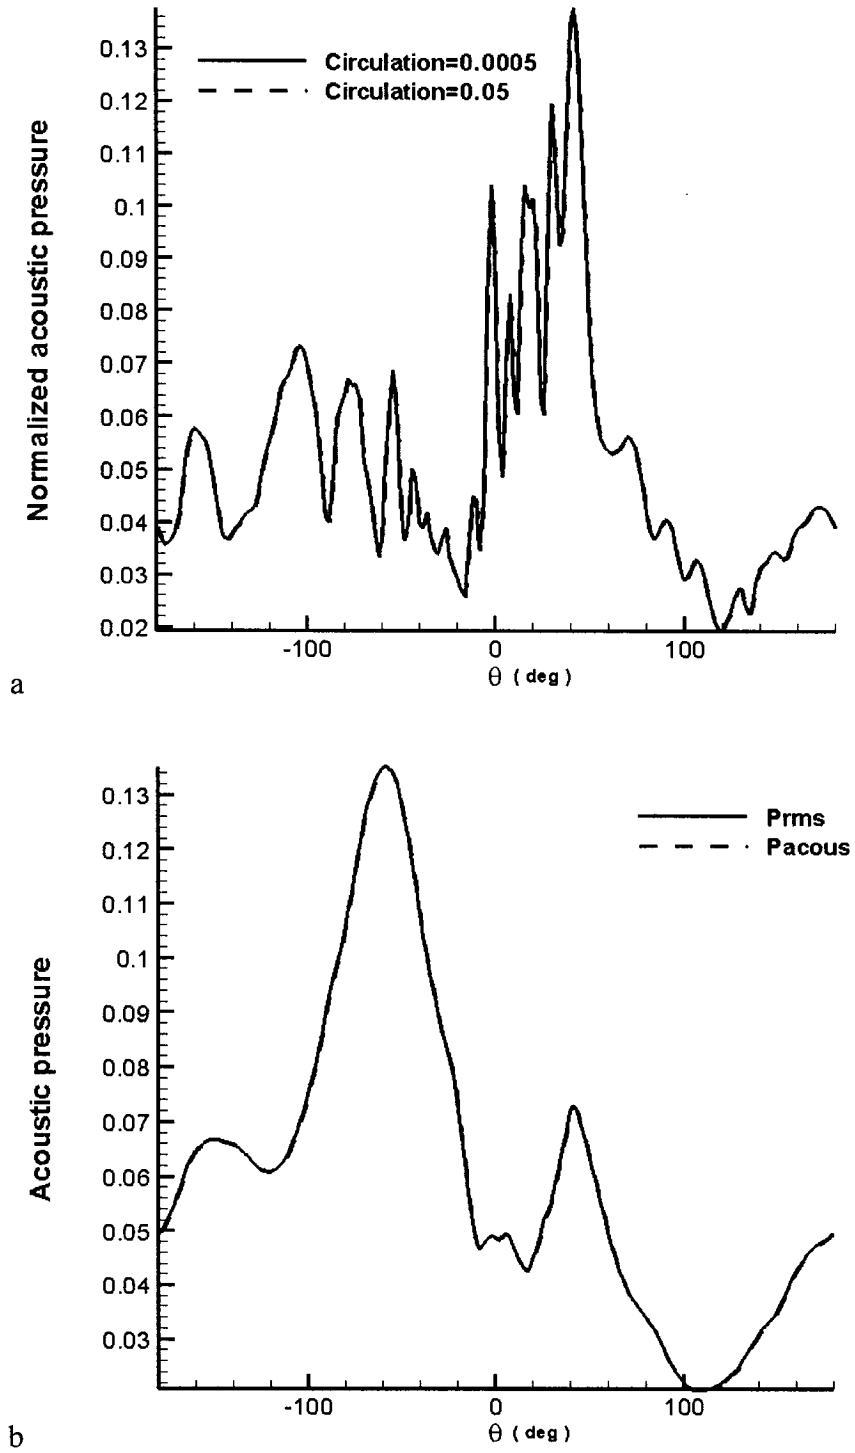 0.13
Circulation=0.0005
0.12
Circulation=0.05
0.11
0.1
0.09
0.08
0.07
0.06
0.05
0.04
0.03
0.02
Normalized acoustic pressure
-100
0
100
θ (deg)
a
0.13
Prms
0.12
Pacous
0.11
0.1
0.09
0.08
0.07
0.06
0.05
0.04
0.03
Acoustic pressure
-100
0
100
θ (deg)
b